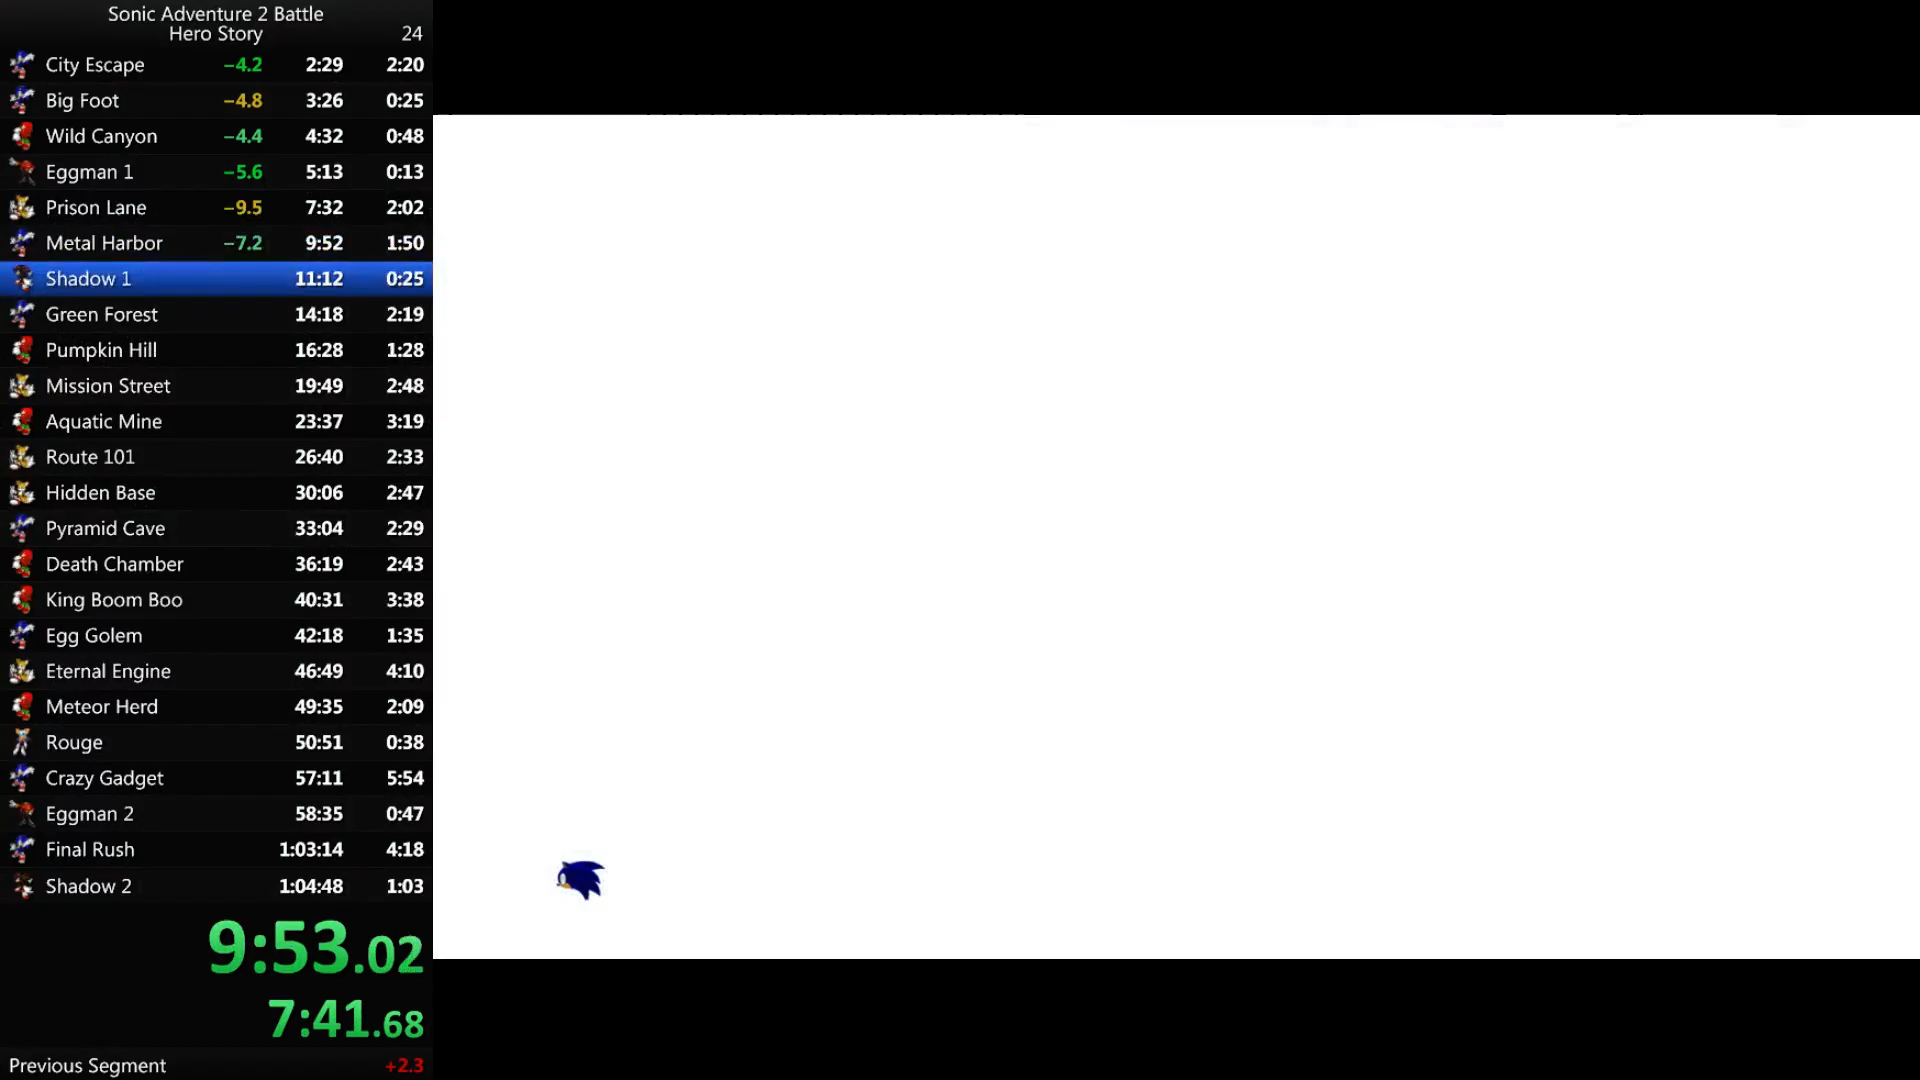 Sonic Adventure 2 Battle
Hero Story 24
City Escape −4.2 2:29 2:20
Big Foot −4.8 3:26 0:25
Wild Canyon −4.4 4:32 0:48
Eggman 1 −5.6 5:13 0:13
Prison Lane −9.5 7:32 2:02
Metal Harbor −7.2 9:52 1:50
Shadow 1 11:12 0:25
Green Forest 14:18 2:19
Pumpkin Hill 16:28 1:28
Mission Street 19:49 2:48
Aquatic Mine 23:37 3:19
Route 101 26:40 2:33
Hidden Base 30:06 2:47
Pyramid Cave 33:04 2:29
Death Chamber 36:19 2:43
King Boom Boo 40:31 3:38
Egg Golem 42:18 1:35
Eternal Engine 46:49 4:10
Meteor Herd 49:35 2:09
Rouge 50:51 0:38
Crazy Gadget 57:11 5:54
Eggman 2 58:35 0:47
Final Rush 1:03:14 4:18
Shadow 2 1:04:48 1:03
9:53.02
7:41.68
Previous Segment +2.3